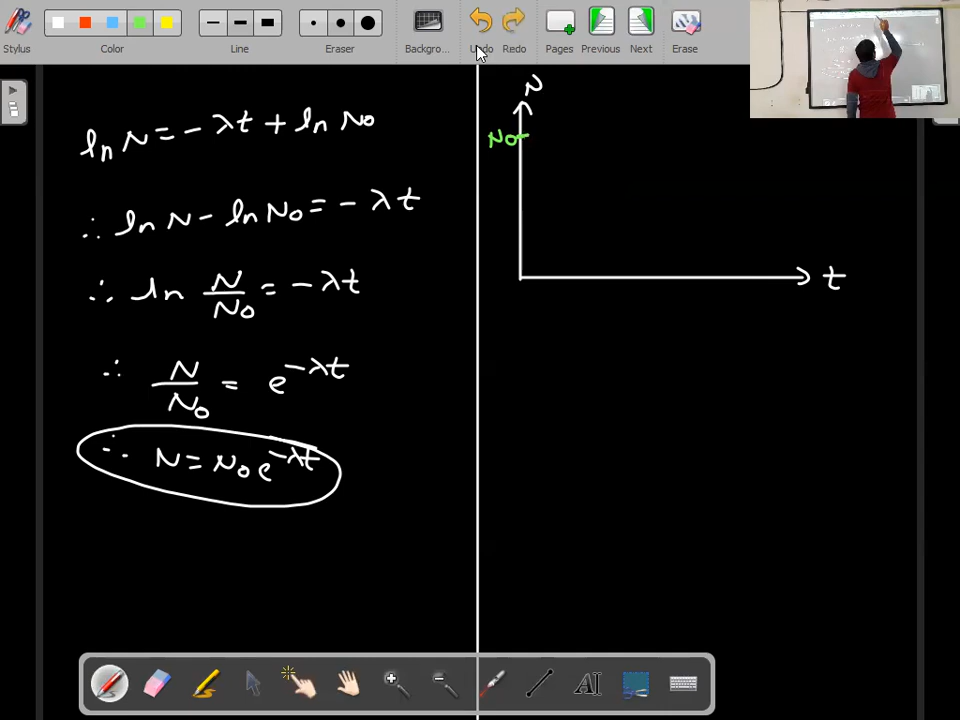 Stylus Color Line Eraser Backgro... Undo Redo Pages Previous Next Erase
ln N = - λt + ln N₀
∴ ln N - ln N₀ = - λt
∴ ln N/N₀ = - λt
∴ N/N₀ = e^{-λt}
∴ N = N₀ e^{-λt}
N
N₀
t
AI